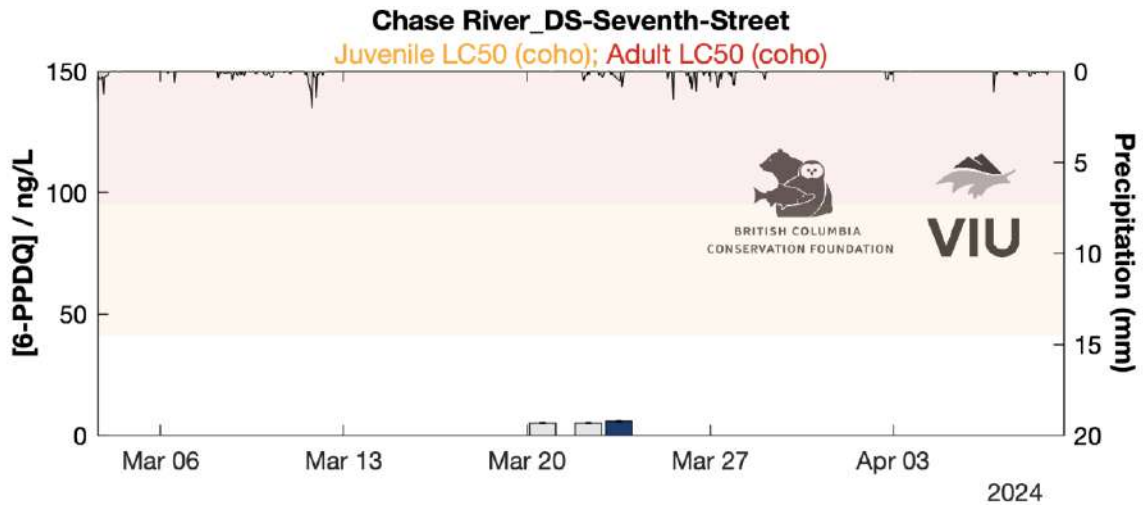 Chase River_DS-Seventh-Street
Juvenile LC50 (coho); Adult LC50 (coho)
150
100
50
0
[6-PPDQ] / ng/L
0
5
10
15
20
Precipitation (mm)
BRITISH COLUMBIA
CONSERVATION FOUNDATION
VIU
Mar 06
Mar 13
Mar 20
Mar 27
Apr 03
2024